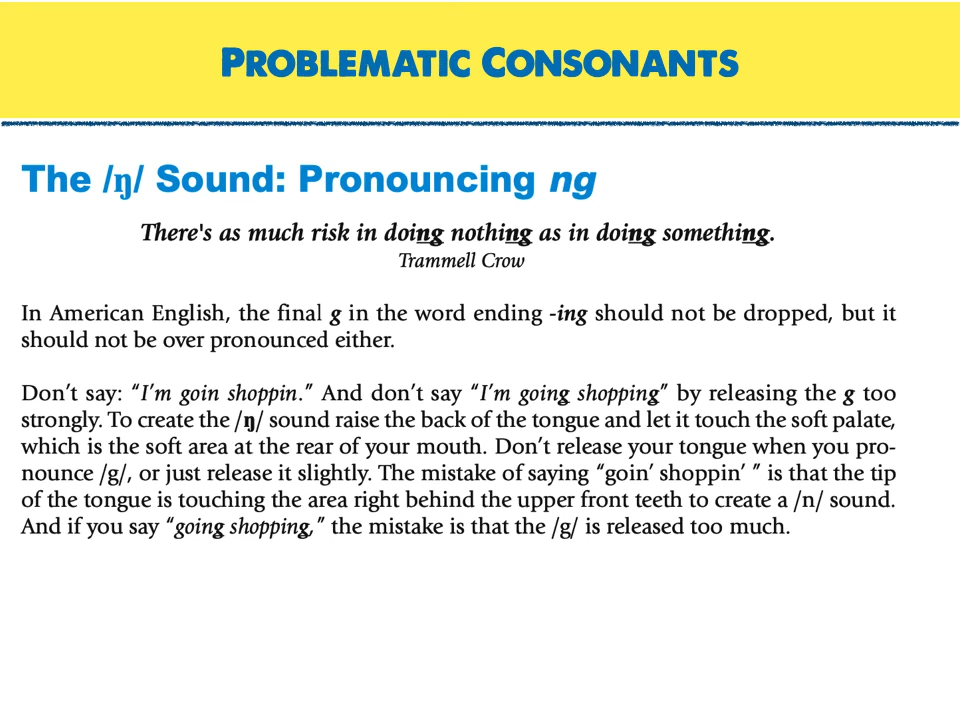 PROBLEMATIC CONSONANTS
The /ŋ/ Sound: Pronouncing ng
There's as much risk in doing nothing as in doing something.
Trammell Crow
In American English, the final g in the word ending -ing should not be dropped, but it
should not be over pronounced either.
Don’t say: “I’m goin shoppin.” And don’t say “I’m going shopping” by releasing the g too
strongly. To create the /ŋ/ sound raise the back of the tongue and let it touch the soft palate,
which is the soft area at the rear of your mouth. Don’t release your tongue when you pro-
nounce /g/, or just release it slightly. The mistake of saying “goin’ shoppin’ ” is that the tip
of the tongue is touching the area right behind the upper front teeth to create a /n/ sound.
And if you say “going shopping,” the mistake is that the /g/ is released too much.